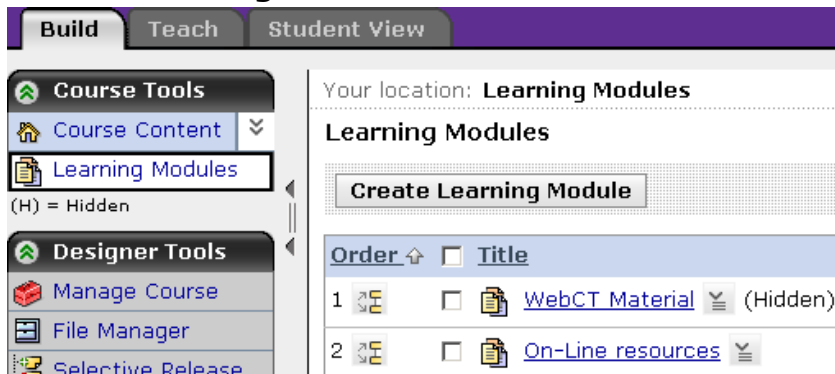 Build Teach Student View
Course Tools
Course Content
Learning Modules
(H) = Hidden
Designer Tools
Manage Course
File Manager
Selective Release
Your location: Learning Modules
Learning Modules
Create Learning Module
Order Title
1 WebCT Material (Hidden)
2 On-Line resources